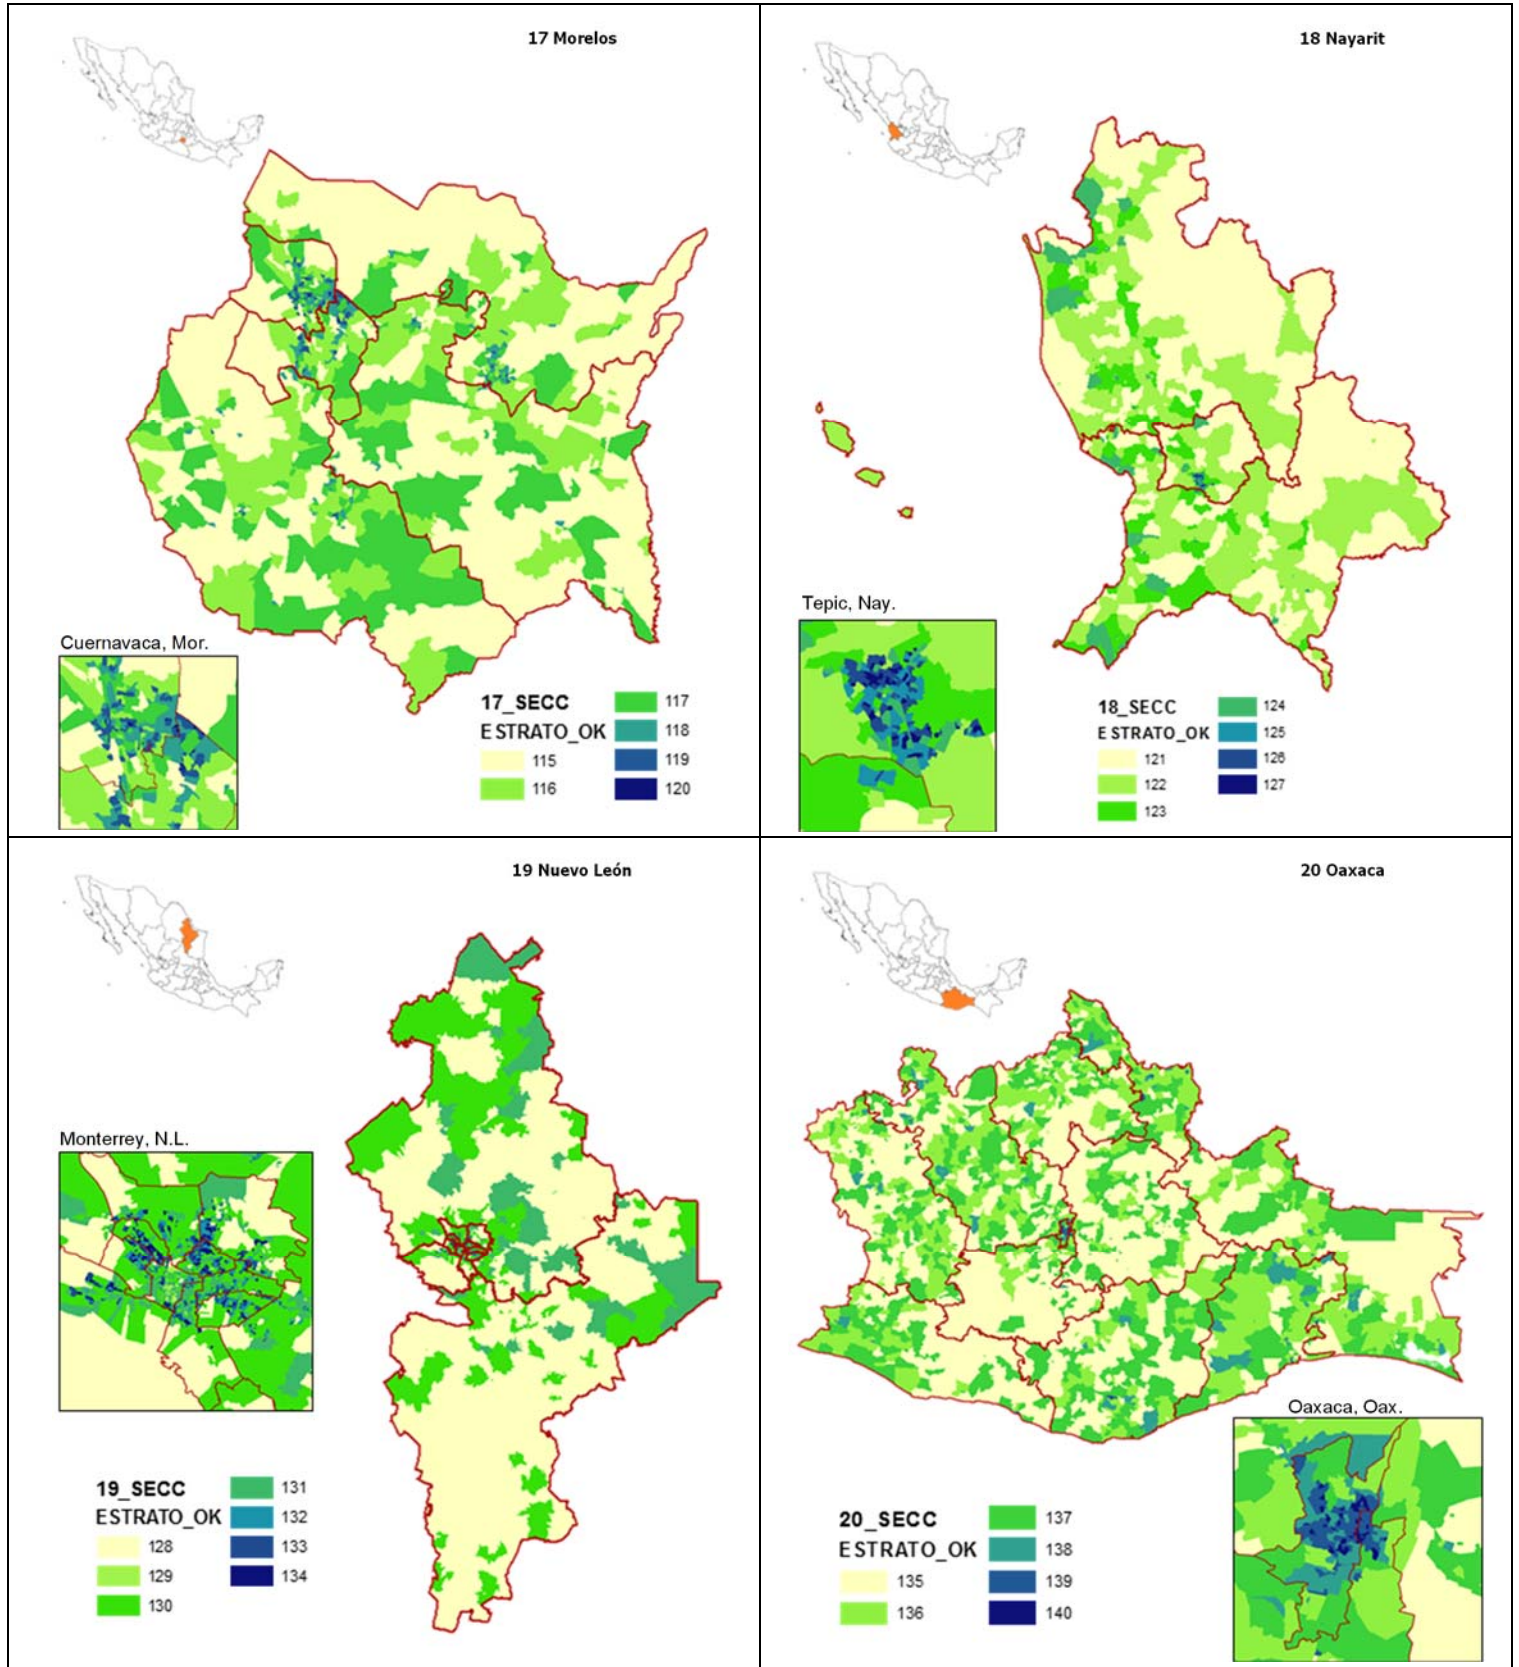 17 Morelos
Cuernavaca, Mor.
17_SECC
ESTRATO_OK
115
116
117
118
119
120
18 Nayarit
Tepic, Nay.
18_SECC
ESTRATO_OK
121
122
123
124
125
126
127
19 Nuevo León
Monterrey, N.L.
19_SECC
ESTRATO_OK
128
129
130
131
132
133
134
20 Oaxaca
Oaxaca, Oax.
20_SECC
ESTRATO_OK
135
136
137
138
139
140